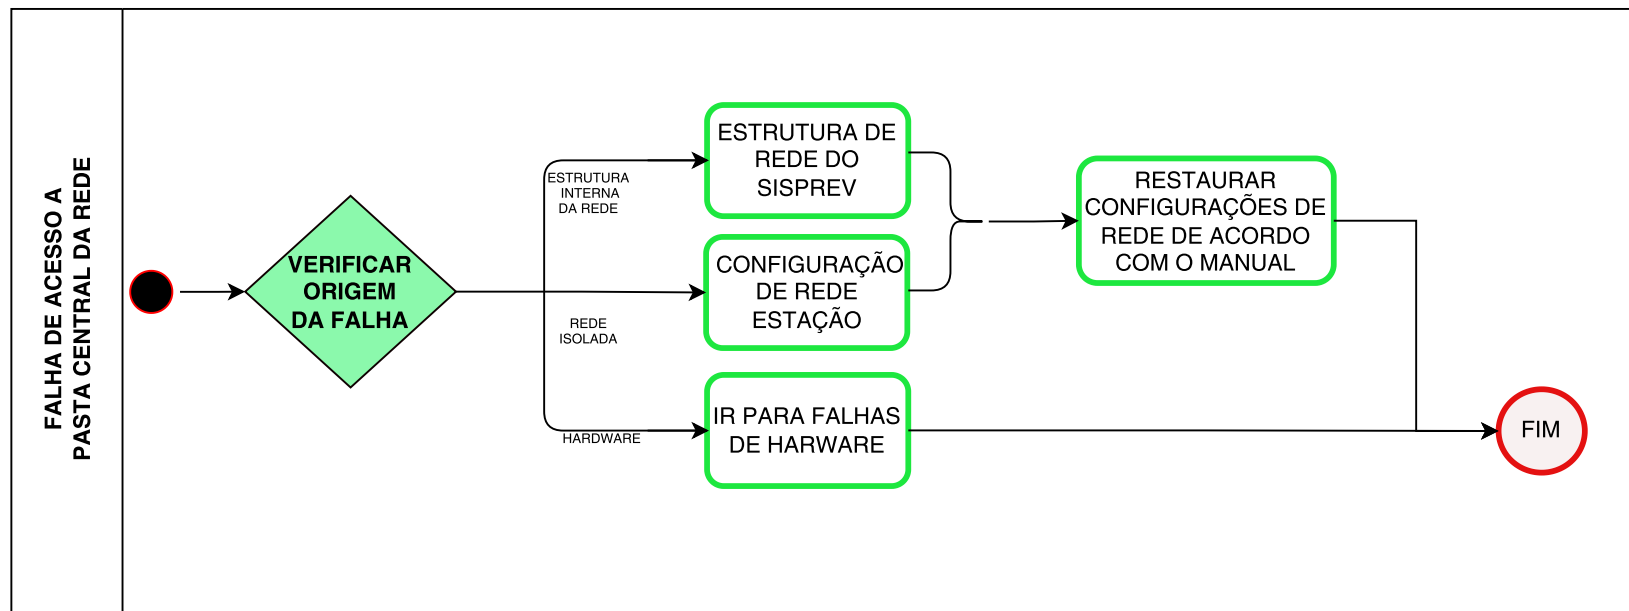 FALHA DE ACESSO A
PASTA CENTRAL DA REDE
VERIFICAR
ORIGEM
DA FALHA
ESTRUTURA
INTERNA
DA REDE
REDE
ISOLADA
HARDWARE
ESTRUTURA DE
REDE DO
SISPREV
CONFIGURAÇÃO
DE REDE
ESTAÇÃO
IR PARA FALHAS
DE HARWARE
RESTAURAR
CONFIGURAÇÕES DE
REDE DE ACORDO
COM O MANUAL
FIM